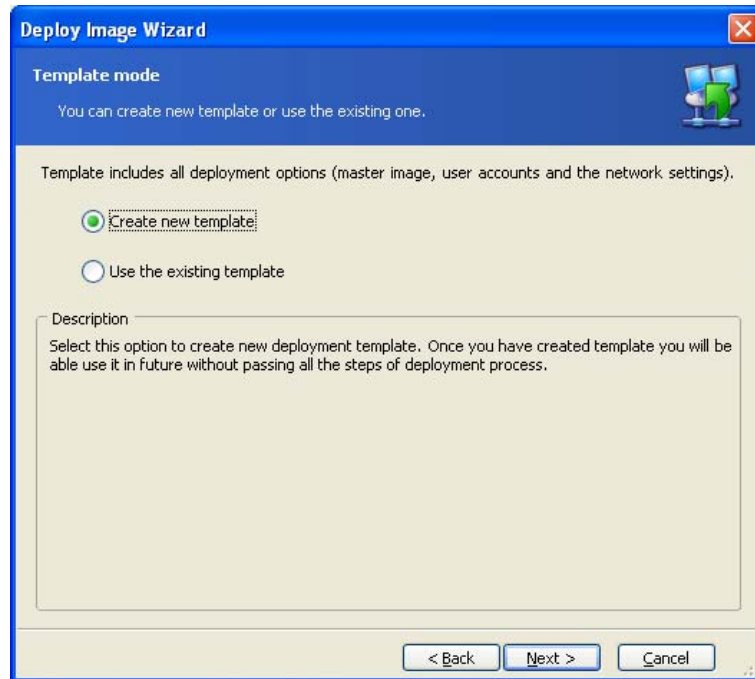 Deploy Image Wizard
Template mode
You can create new template or use the existing one.
Template includes all deployment options (master image, user accounts and the network settings).
Create new template
Use the existing template
Description
Select this option to create new deployment template. Once you have created template you will be
able use it in future without passing all the steps of deployment process.
< Back
Next >
Cancel